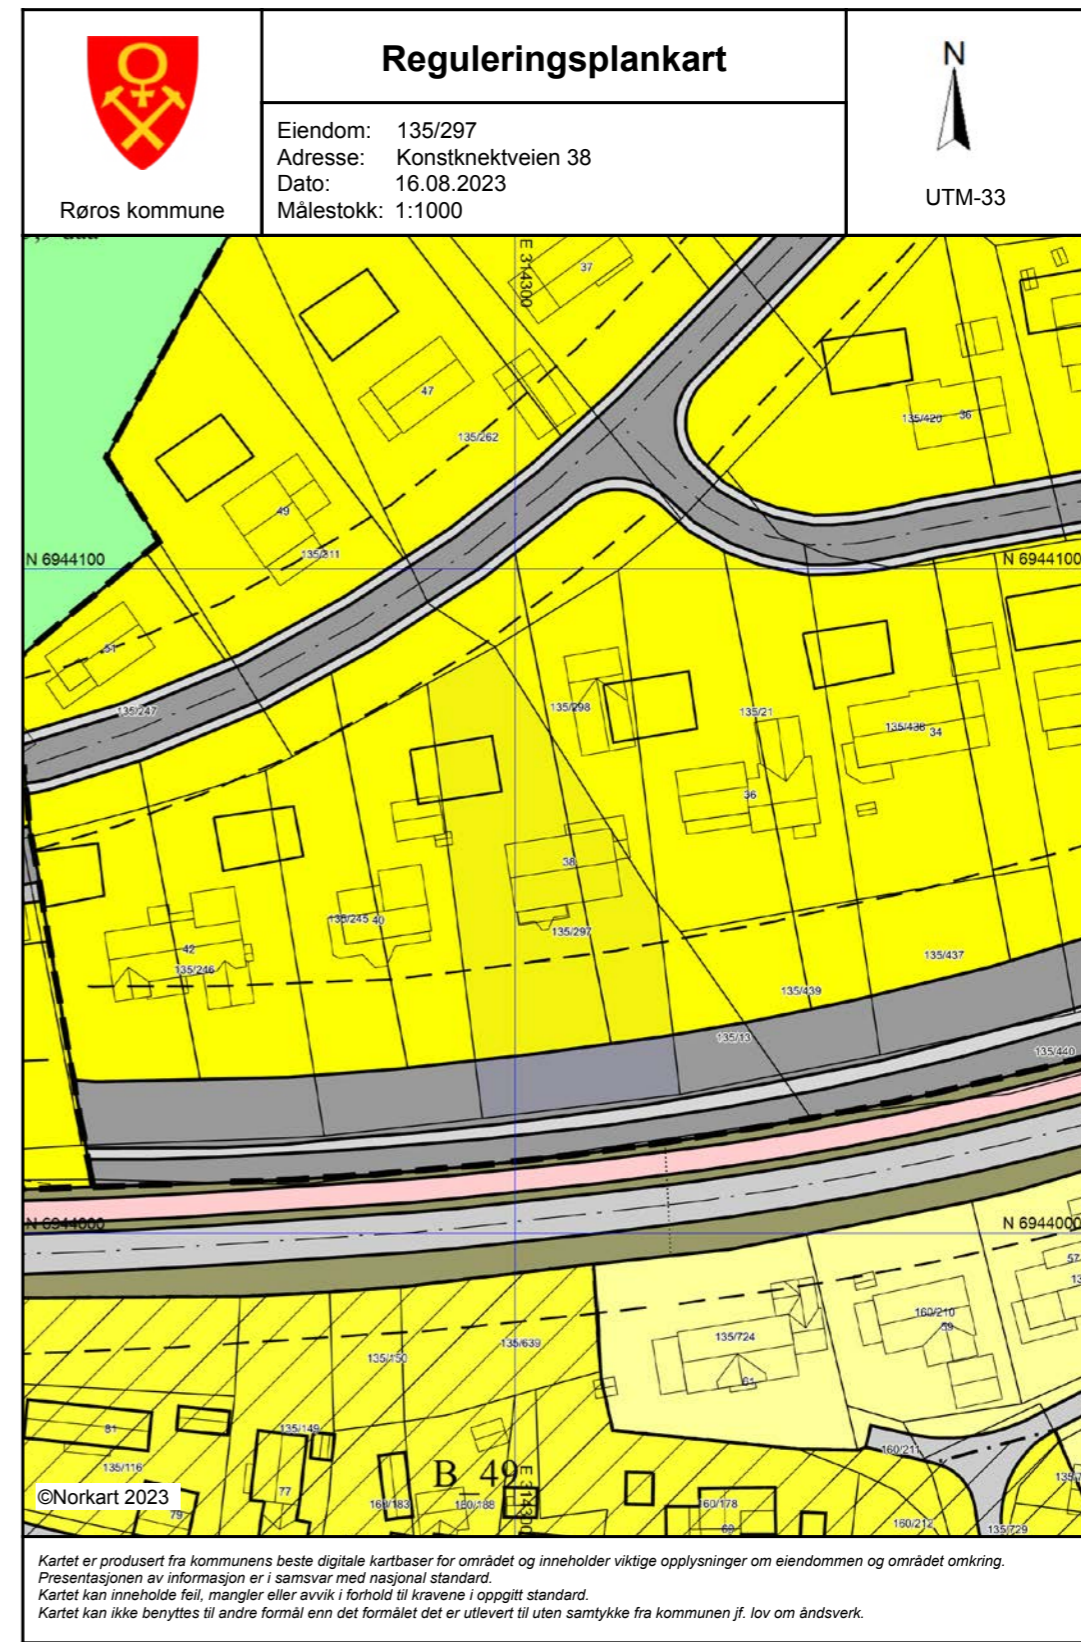 Reguleringsplankart
Eiendom: 135/297
Adresse: Konstknektveien 38
Dato: 16.08.2023
Målestokk: 1:1000
Røros kommune
N
UTM-33
E 314300
37
47
135/262
135/420 36
49
135/311
N 6944100
N 6944100
51
135/247
135/298
135/21
135/438 34
36
38
135/245 40
135/297
42
135/246
135/437
135/439
135/13
135/440
N 6944000
N 6944000
57
160/210
59
135/724
61
135/639
135/150
81
135/149
135/116
77
B_49
160/211
160/183
160/188
160/178
79
69
160/212
135/729
E 314300
©Norkart 2023
Kartet er produsert fra kommunens beste digitale kartbaser for området og inneholder viktige opplysninger om eiendommen og området omkring.
Presentasjonen av informasjon er i samsvar med nasjonal standard.
Kartet kan inneholde feil, mangler eller avvik i forhold til kravene i oppgitt standard.
Kartet kan ikke benyttes til andre formål enn det formålet det er utlevert til uten samtykke fra kommunen jf. lov om åndsverk.